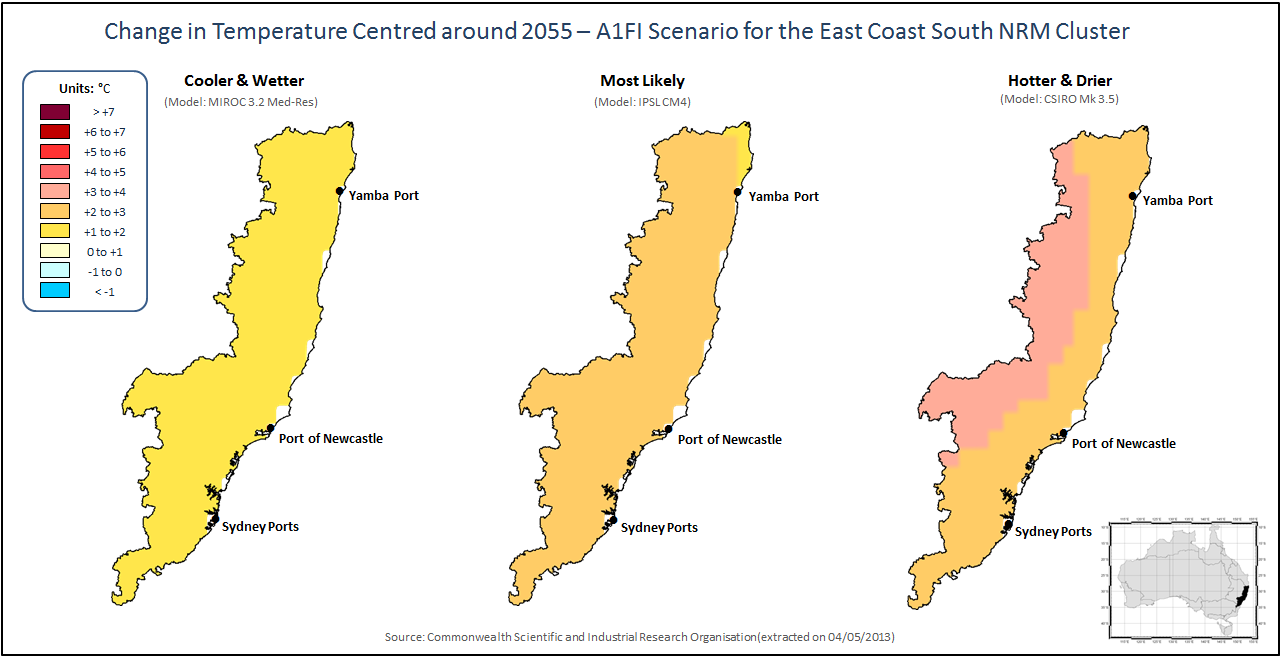 Change in Temperature Centred around 2055 – A1FI Scenario for the East Coast South NRM Cluster
Units: °C
> +7
+6 to +7
+5 to +6
+4 to +5
+3 to +4
+2 to +3
+1 to +2
0 to +1
-1 to 0
< -1
Cooler & Wetter
(Model: MIROC 3.2 Med-Res)
Yamba Port
Port of Newcastle
Sydney Ports
Most Likely
(Model: IPSL CM4)
Yamba Port
Port of Newcastle
Sydney Ports
Hotter & Drier
(Model: CSIRO Mk 3.5)
Yamba Port
Port of Newcastle
Sydney Ports
Source: Commonwealth Scientific and Industrial Research Organisation(extracted on 04/05/2013)